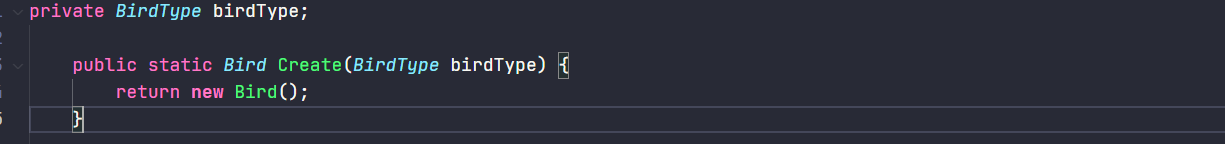 private BirdType birdType;
public static Bird Create(BirdType birdType) {
return new Bird();
}